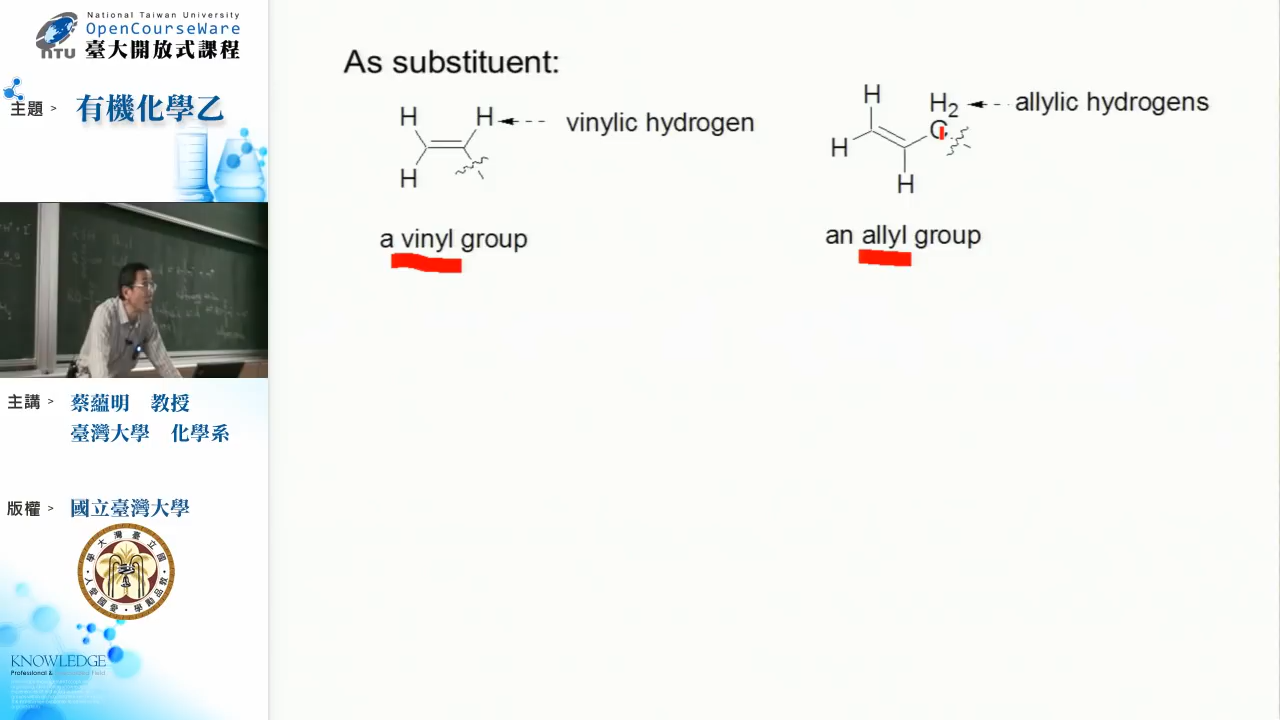 National Taiwan University
OpenCourseWare
NTU 臺大開放式課程
主題 > 有機化學乙
主講 > 蔡蘊明 教授
臺灣大學 化學系
版權 > 國立臺灣大學
KNOWLEDGE
As substituent:
H H vinylic hydrogen
H
a vinyl group
H H2 allylic hydrogens
C
H
H
an allyl group